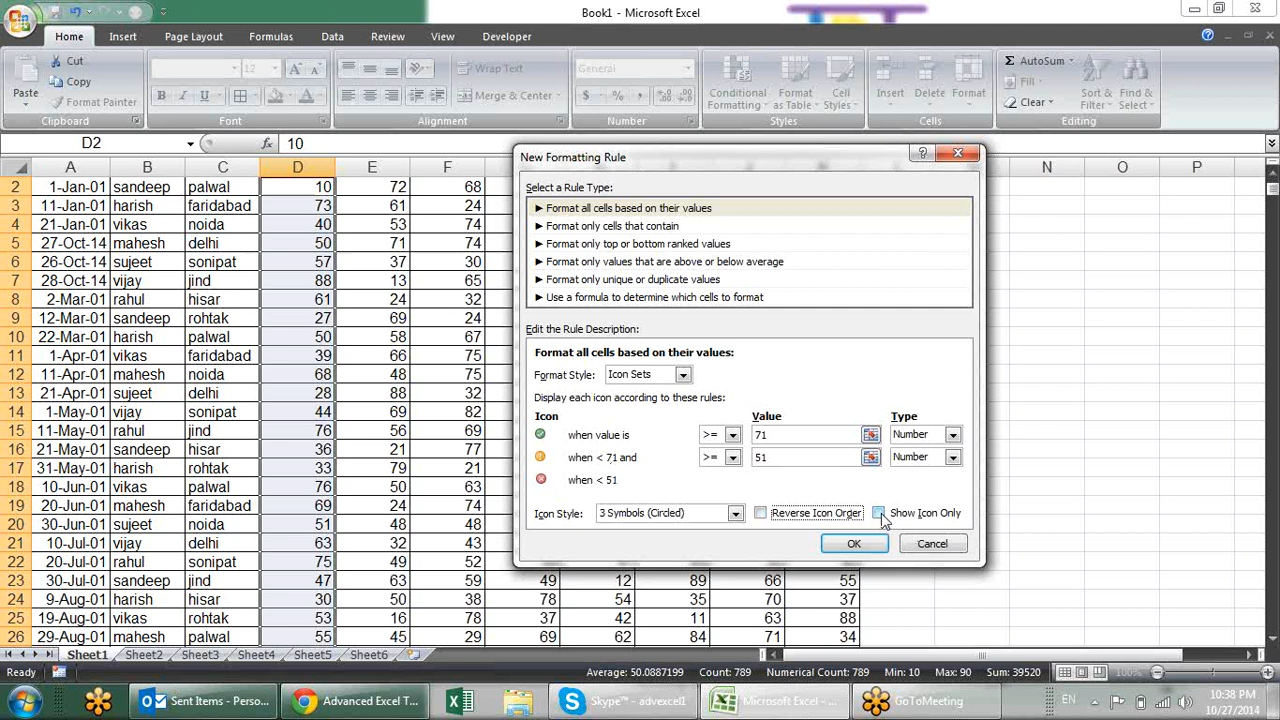 Book1 - Microsoft Excel
Home Insert Page Layout Formulas Data Review View Developer
Paste Cut Copy Format Painter 12 B I U A A Wrap Text Merge & Center General $ % , Conditional Formatting Format as Table Cell Styles Insert Delete Format AutoSum Fill Clear Sort & Filter Find & Select
Clipboard Font Alignment Number Styles Cells Editing
D2 fx 10
A B C D E F N O P
2 1-Jan-01 sandeep palwal 10 72 68
3 11-Jan-01 harish faridabad 73 61 24
4 21-Jan-01 vikas noida 40 53 74
5 27-Oct-14 mahesh delhi 50 71 74
6 26-Oct-14 sujeet sonipat 57 37 30
7 28-Oct-14 vijay jind 88 13 65
8 2-Mar-01 rahul hisar 61 24 32
9 12-Mar-01 sandeep rohtak 27 69 24
10 22-Mar-01 harish palwal 50 58 67
11 1-Apr-01 vikas faridabad 39 66 75
12 11-Apr-01 mahesh noida 68 48 75
13 21-Apr-01 sujeet delhi 28 88 32
14 1-May-01 vijay sonipat 44 69 82
15 11-May-01 rahul jind 76 56 43
16 21-May-01 sandeep hisar 36 21 77
17 31-May-01 harish rohtak 33 79 21
18 10-Jun-01 vikas palwal 76 50 63
19 20-Jun-01 mahesh faridabad 69 24 74
20 30-Jun-01 sujeet noida 51 48 48
21 10-Jul-01 vijay delhi 63 32 43
22 20-Jul-01 rahul sonipat 75 49 52
23 30-Jul-01 sandeep jind 47 63 59 49 12 89 66 55
24 9-Aug-01 harish hisar 30 50 38 78 54 35 70 37
25 19-Aug-01 vikas rohtak 53 16 78 37 42 11 63 88
26 29-Aug-01 mahesh palwal 55 45 29 69 62 84 71 34
New Formatting Rule
Select a Rule Type:
► Format all cells based on their values
► Format only cells that contain
► Format only top or bottom ranked values
► Format only values that are above or below average
► Format only unique or duplicate values
► Use a formula to determine which cells to format
Edit the Rule Description:
Format all cells based on their values:
Format Style: Icon Sets
Display each icon according to these rules:
Icon Value Type
when value is >= 71 Number
when < 71 and >= 51 Number
when < 51
Icon Style: 3 Symbols (Circled) Reverse Icon Order Show Icon Only
OK Cancel
Sheet1 Sheet2 Sheet3 Sheet4 Sheet5 Sheet6
Ready Average: 50.0887199 Count: 789 Numerical Count: 789 Min: 10 Max: 90 Sum: 39520 100%
Sent Items - Perso... Advanced Excel T... Skype™ - advexcel1 Microsoft Excel - ... GoToMeeting EN 10:38 PM
10/27/2014